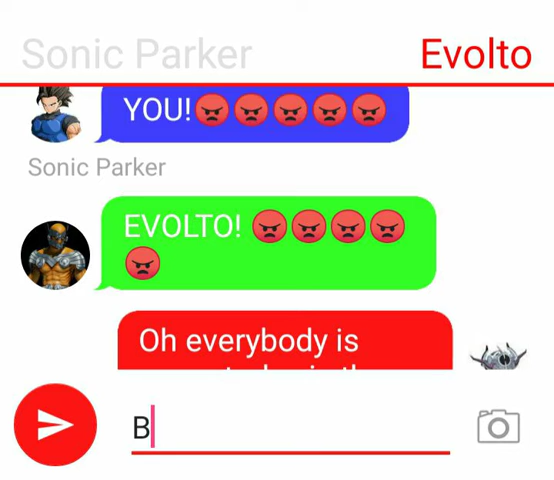 Sonic Parker Evolto
YOU!😡😡😡😡😡
Sonic Parker
EVOLTO! 😡😡😡😡
😡
Oh everybody is
B